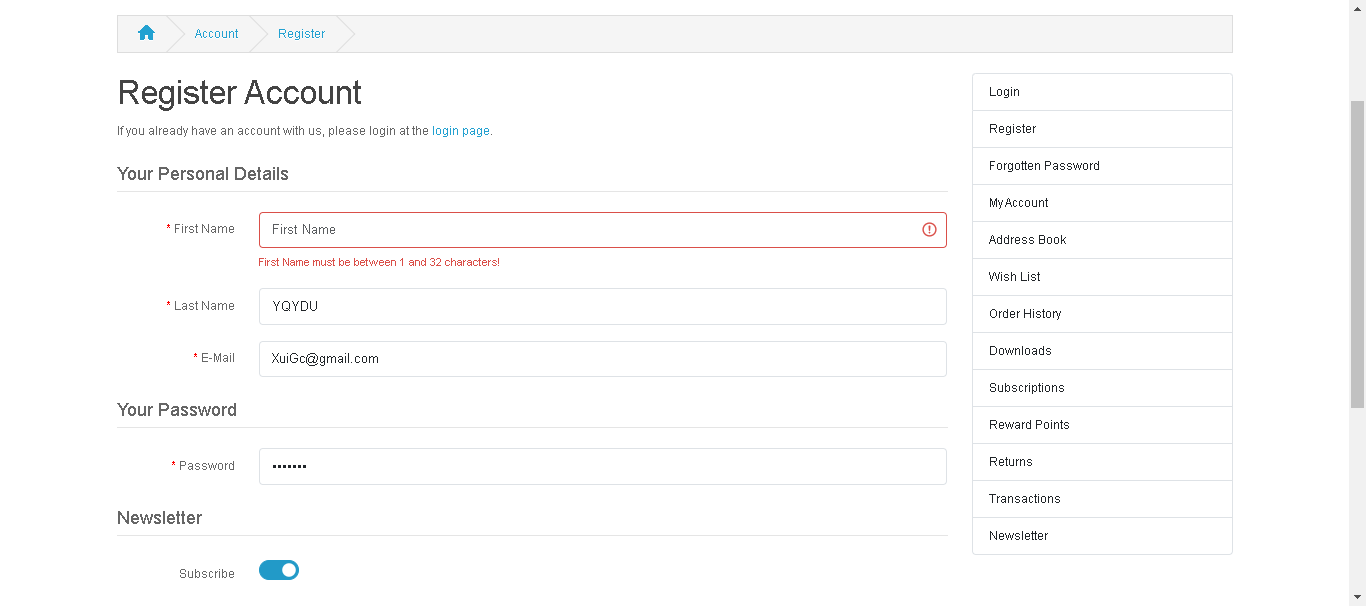 Account
Register
Register Account
If you already have an account with us, please login at the login page.
Your Personal Details
* First Name
First Name
First Name must be between 1 and 32 characters!
* Last Name
YQYDU
* E-Mail
XuiGc@gmail.com
Your Password
* Password
•••••••
Newsletter
Subscribe
Login
Register
Forgotten Password
My Account
Address Book
Wish List
Order History
Downloads
Subscriptions
Reward Points
Returns
Transactions
Newsletter